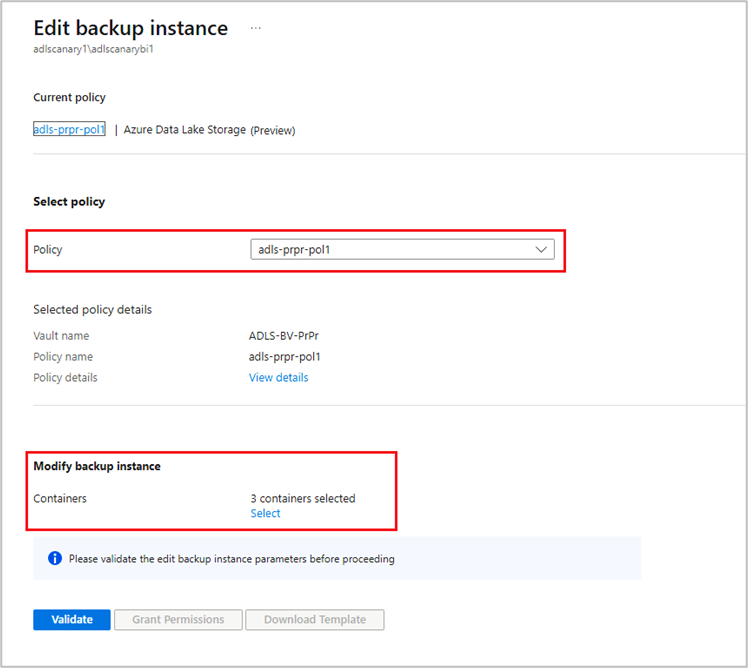 Edit backup instance ...
adlscanary1\adlscanarybi1
Current policy
adls-prpr-pol1 | Azure Data Lake Storage (Preview)
Select policy
Policy adls-prpr-pol1
Selected policy details
Vault name ADLS-BV-PrPr
Policy name adls-prpr-pol1
Policy details View details
Modify backup instance
Containers 3 containers selected
Select
Please validate the edit backup instance parameters before proceeding
Validate Grant Permissions Download Template